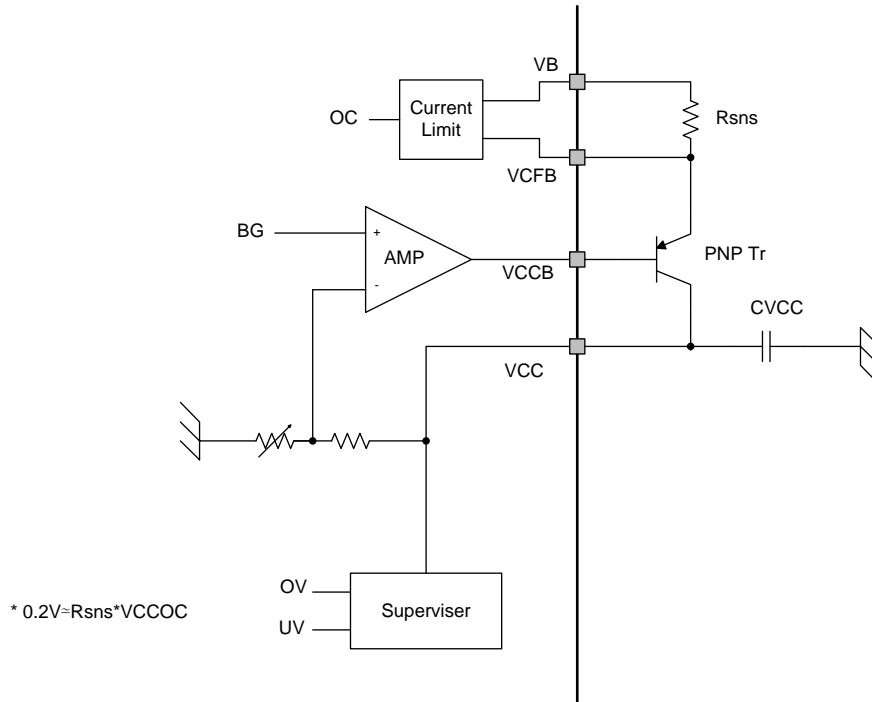 VB
OC
Current
Limit
Rsns
VCFB
BG
+
AMP
-
VCCB
PNP Tr
CVCC
VCC
OV
UV
Superviser
* 0.2V≃Rsns*VCCOC